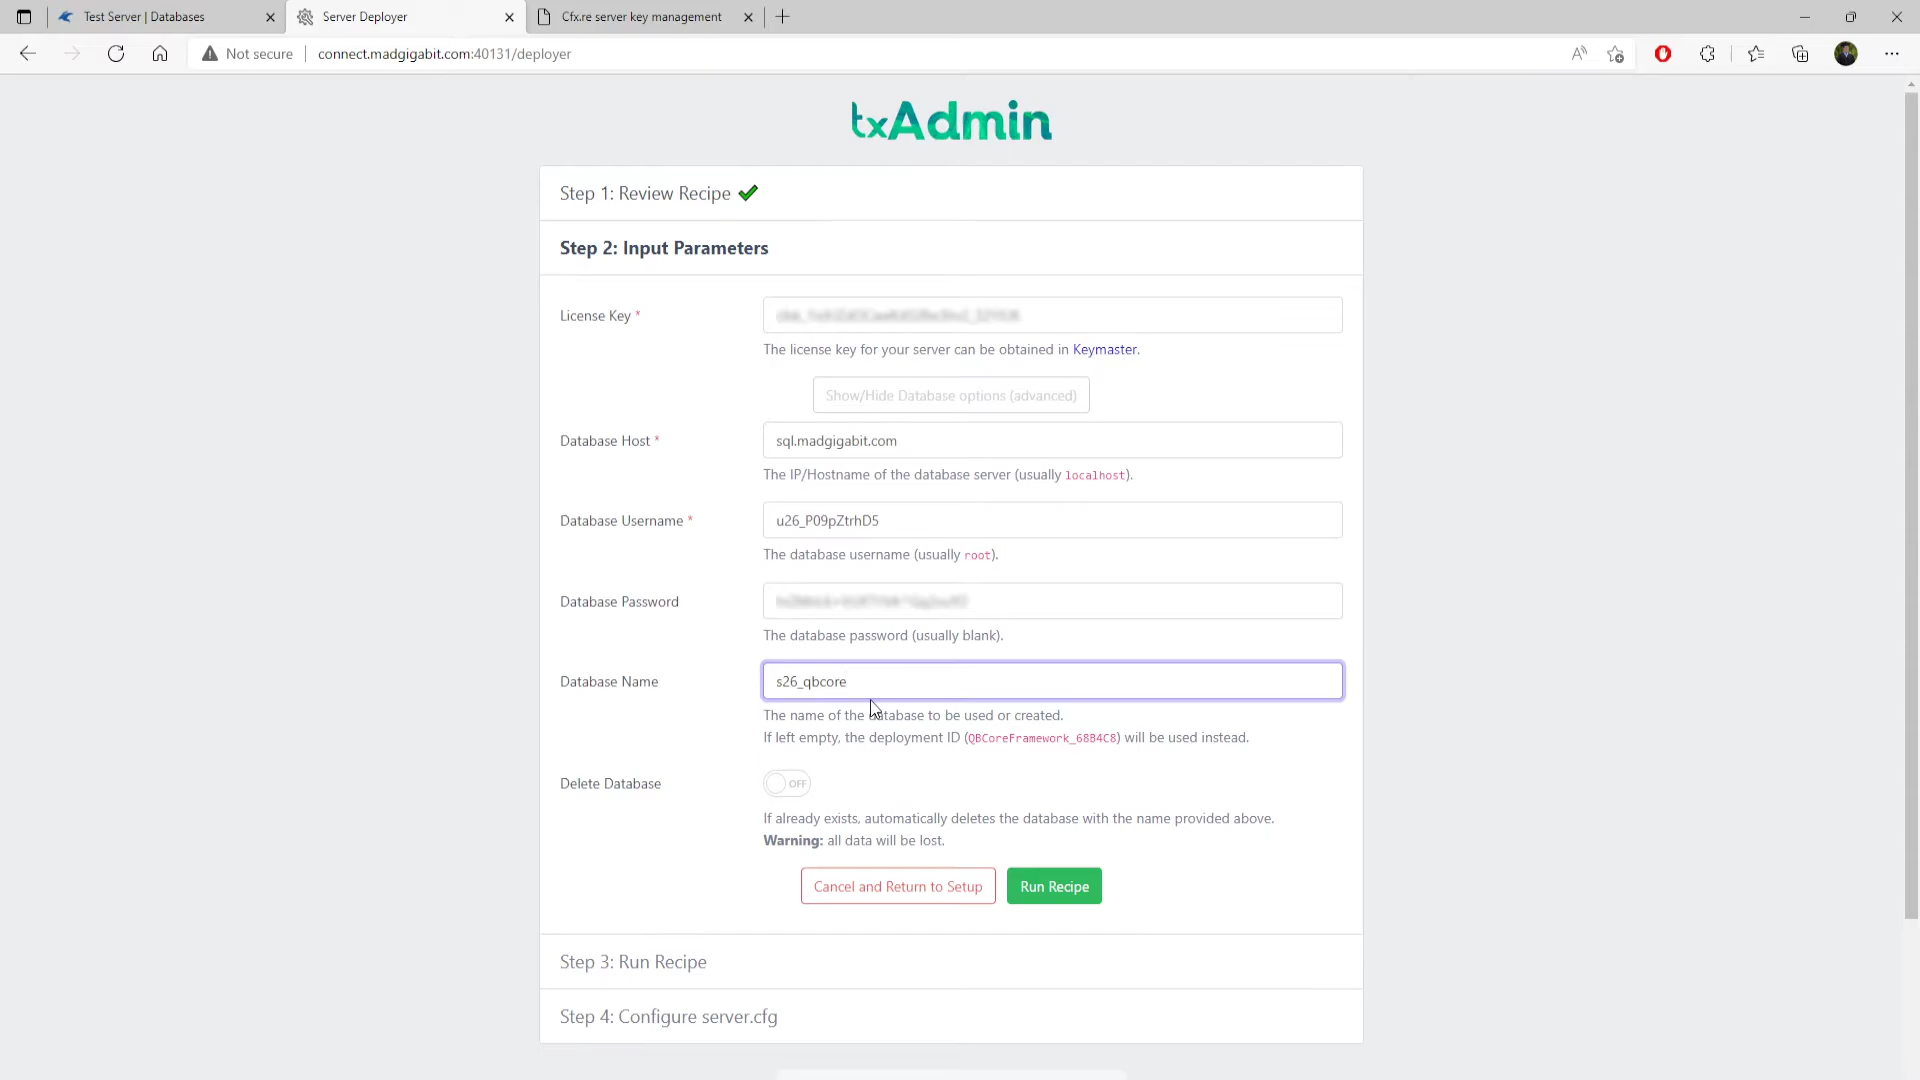 Test Server | Databases
Server Deployer
Cfx.re server key management
Not secure
connect.madgigabit.com:40131/deployer
txAdmin
Step 1: Review Recipe
Step 2: Input Parameters
License Key *
The license key for your server can be obtained in Keymaster.
Show/Hide Database options (advanced)
Database Host *
sql.madgigabit.com
The IP/Hostname of the database server (usually localhost).
Database Username *
u26_P09pZtrhD5
The database username (usually root).
Database Password
The database password (usually blank).
Database Name
s26_qbcore
The name of the database to be used or created.
If left empty, the deployment ID (QBCoreFramework_68B4C8) will be used instead.
Delete Database
OFF
If already exists, automatically deletes the database with the name provided above.
Warning: all data will be lost.
Cancel and Return to Setup
Run Recipe
Step 3: Run Recipe
Step 4: Configure server.cfg